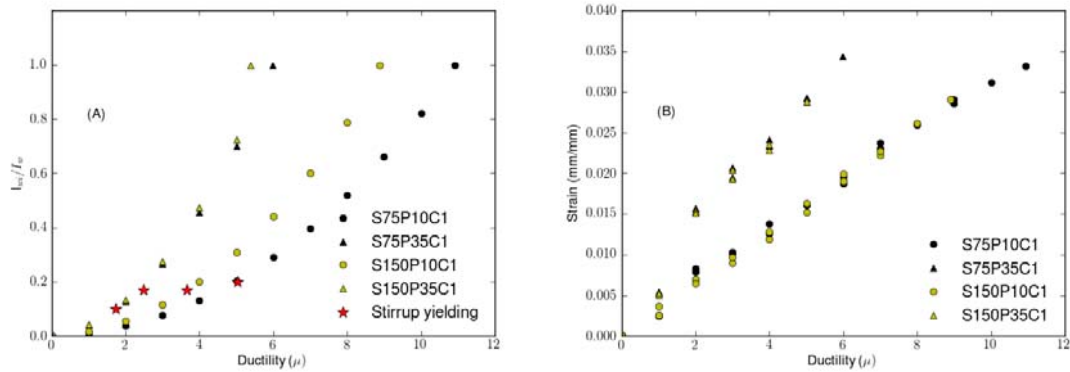 1.0
0.8
0.6
0.4
0.2
0.0
(A)
S75P10C1
S75P35C1
S150P10C1
S150P35C1
Stirrup yielding
0 2 4 6 8 10 12
Ductility (μ)
Strain (mm/mm)
0.040
0.035
0.030
0.025
0.020
0.015
0.010
0.005
0.000
(B)
S75P10C1
S75P35C1
S150P10C1
S150P35C1
0 2 4 6 8 10 12
Ductility (μ)